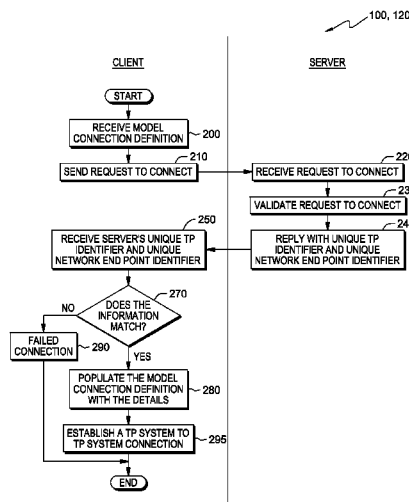 100, 120
CLIENT
SERVER
START
RECEIVE MODEL
CONNECTION DEFINITION
200
SEND REQUEST TO CONNECT
210
RECEIVE REQUEST TO CONNECT
220
VALIDATE REQUEST TO CONNECT
REPLY WITH UNIQUE TP
IDENTIFIER AND UNIQUE
NETWORK END POINT IDENTIFIER
250
RECEIVE SERVER'S UNIQUE TP
IDENTIFIER AND UNIQUE
NETWORK END POINT IDENTIFIER
270
DOES THE
INFORMATION
MATCH?
NO
YES
FAILED
CONNECTION
290
POPULATE THE MODEL
CONNECTION DEFINITION
WITH THE DETAILS
280
ESTABLISH A TP SYSTEM TO
TP SYSTEM CONNECTION
295
END